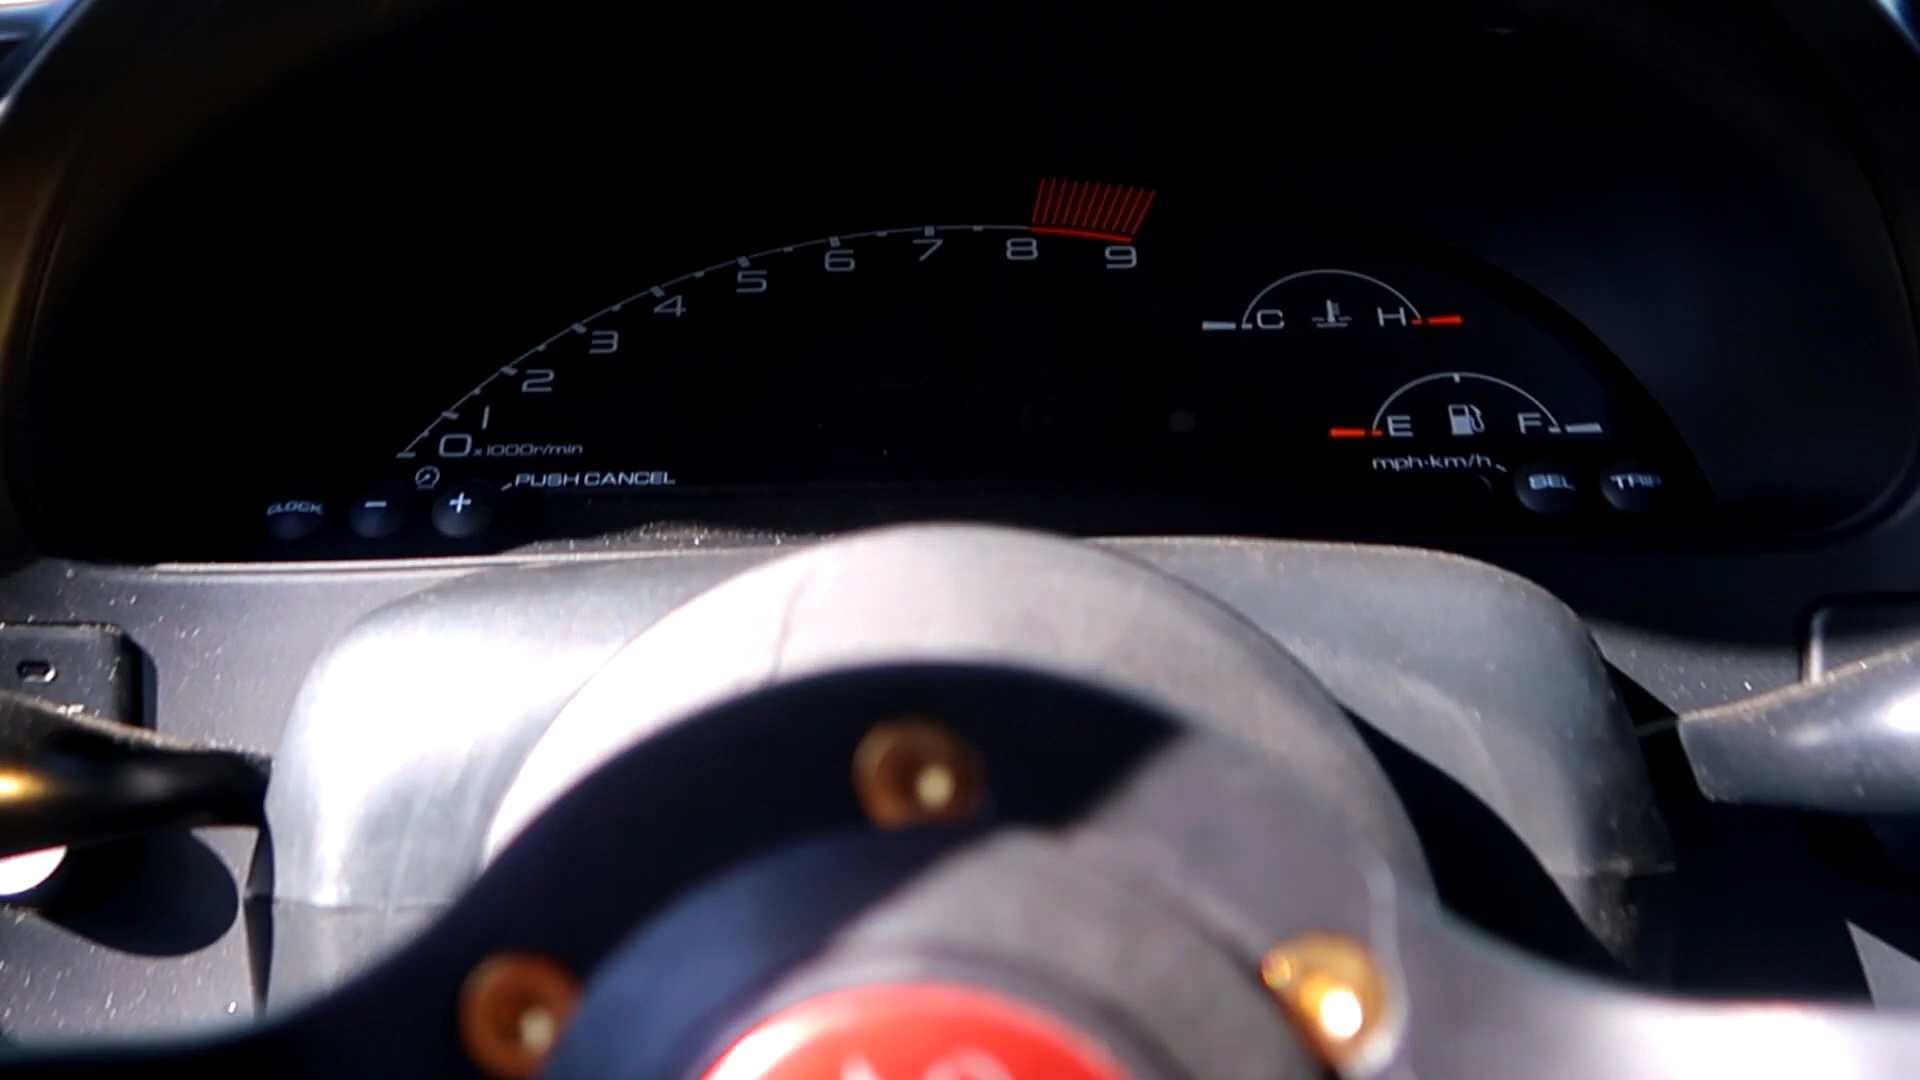 0 1 2 3 4 5 6 7 8 9
x1000r/min
C H
E F
mph·km/h
PUSH CANCEL
CLOCK - +
SEL TRIP